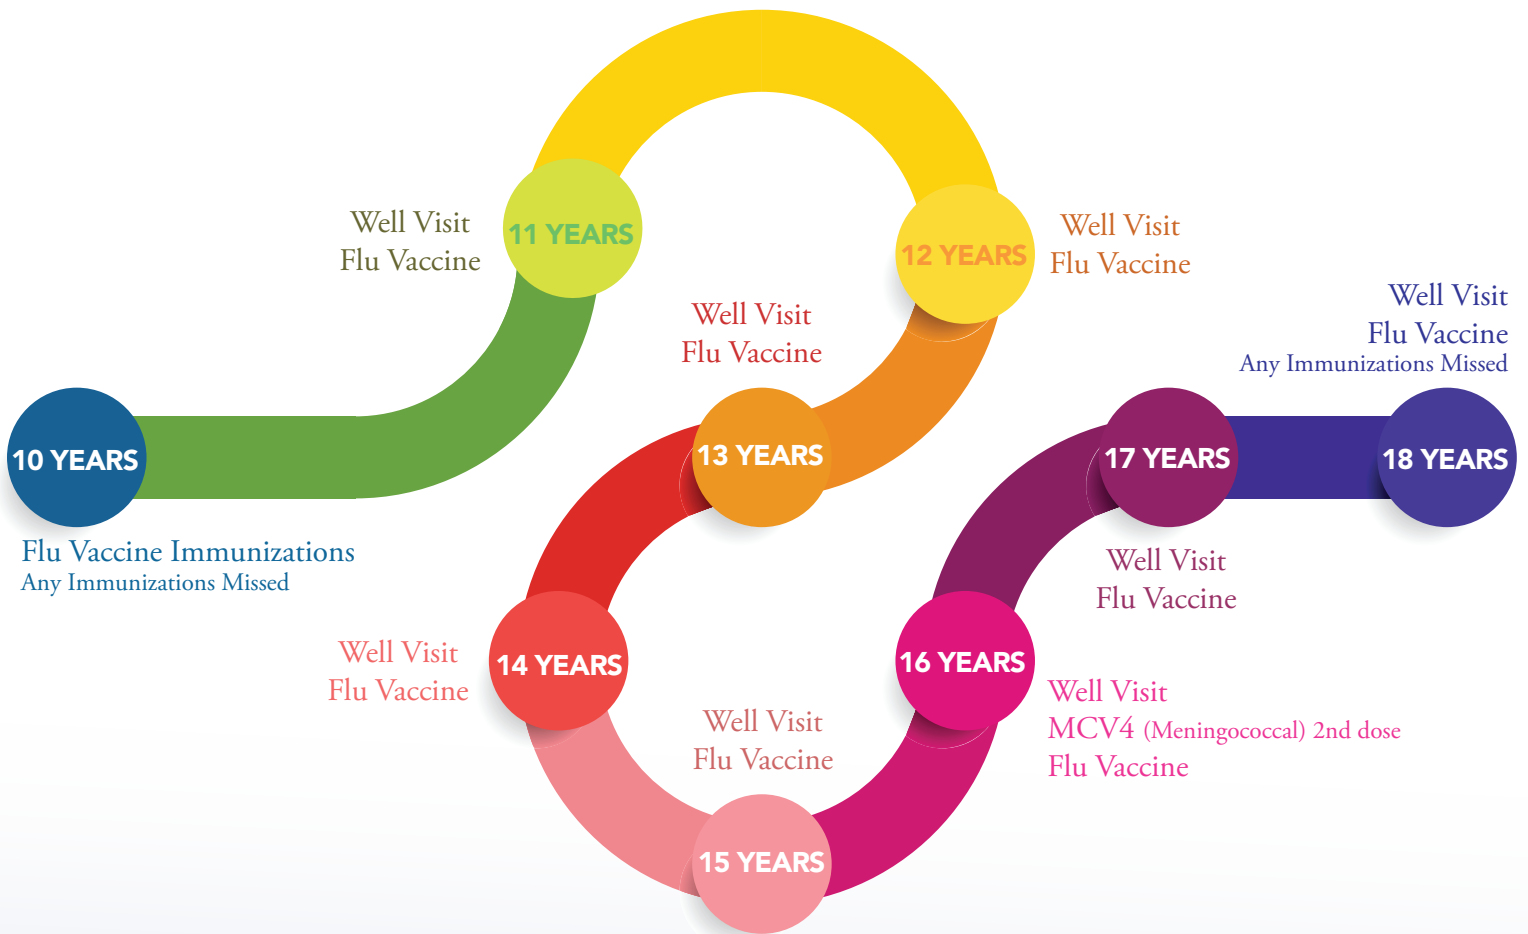 10 YEARS
Flu Vaccine Immunizations
Any Immunizations Missed
11 YEARS
Well Visit
Flu Vaccine
12 YEARS
Well Visit
Flu Vaccine
13 YEARS
Well Visit
Flu Vaccine
14 YEARS
Well Visit
Flu Vaccine
15 YEARS
Well Visit
Flu Vaccine
16 YEARS
Well Visit
MCV4 (Meningococcal) 2nd dose
Flu Vaccine
17 YEARS
Well Visit
Flu Vaccine
18 YEARS
Well Visit
Flu Vaccine
Any Immunizations Missed